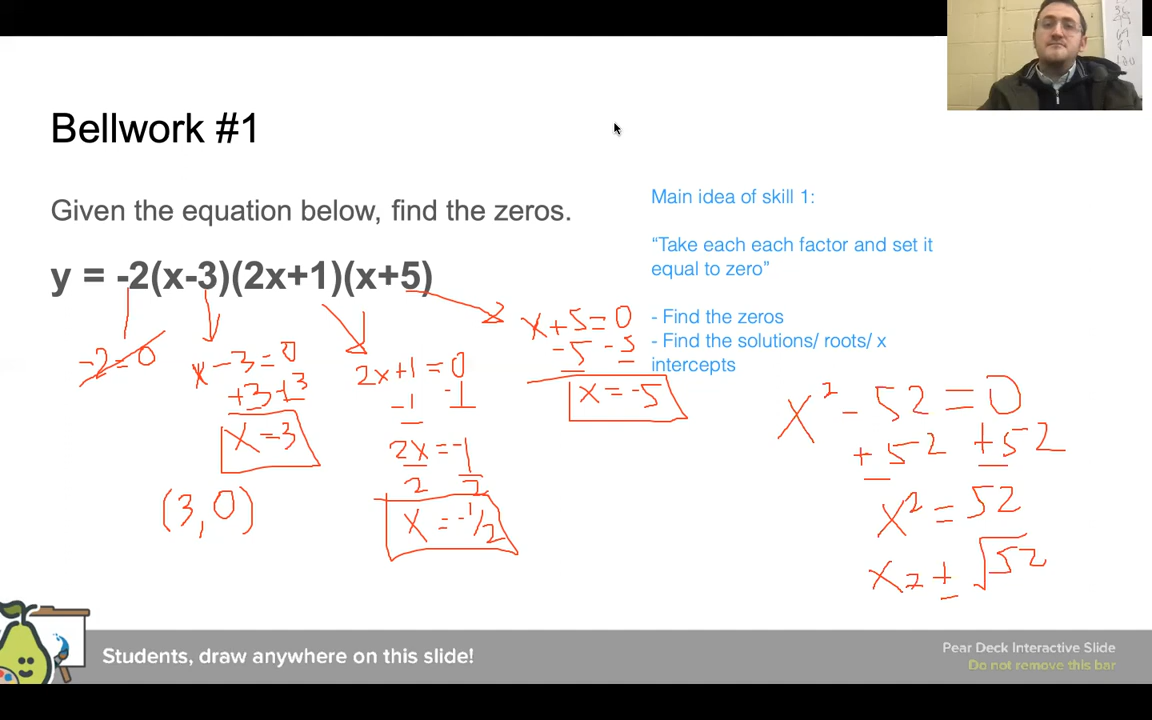 Bellwork #1
Given the equation below, find the zeros.
y = -2(x-3)(2x+1)(x+5)
Main idea of skill 1:
“Take each each factor and set it
equal to zero”
- Find the zeros
- Find the solutions/ roots/ x
intercepts
-2=0
x-3=0
+3 +3
x=3
(3,0)
2x+1=0
-1 -1
2x=-1
2 2
x=-1/2
x+5=0
-5 -5
x=-5
x²-52=0
+52 +52
x²=52
x=±√52
Students, draw anywhere on this slide!
Pear Deck Interactive Slide
Do not remove this bar